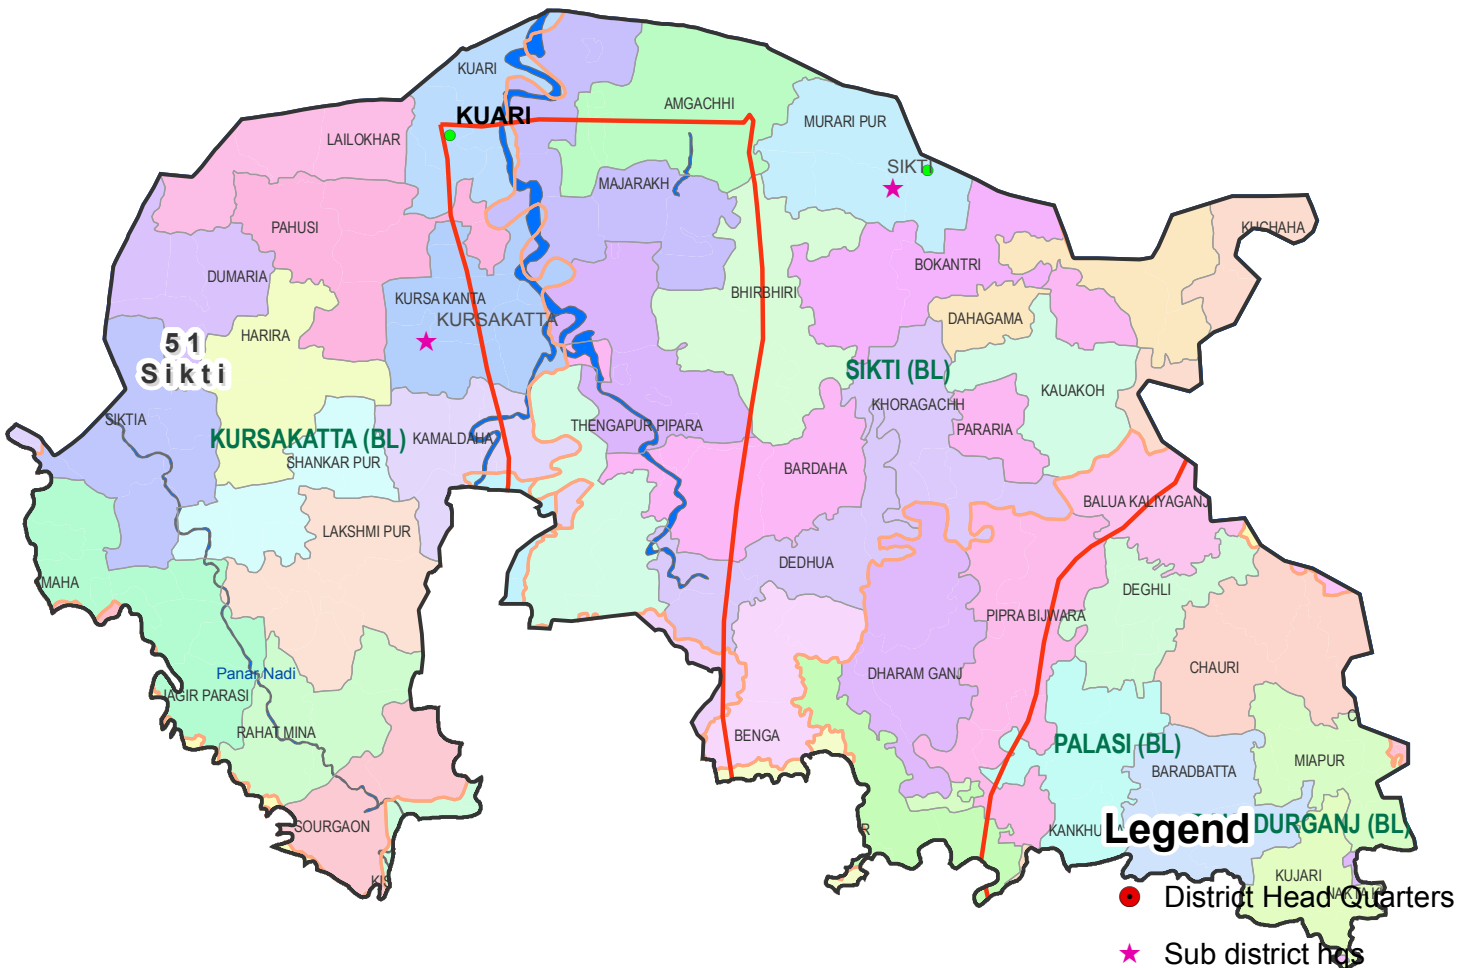 KUARI
KUARI
AMGACHHI
MURARI PUR
LAILOKHAR
SIKTI
MAJARAKH
PAHUSI
KUCHAHA
DUMARIA
BOKANTRI
KURSA KANTA
BHIRBHIRI
KURSAKATTA
DAHAGAMA
HARIRA
51
Sikti
SIKTI (BL)
KAUAKOH
KHORAGACHH
SIKTIA
THENGAPUR PIPARA
PARARIA
KURSAKATTA (BL)
KAMALDAHA
SHANKAR PUR
BARDAHA
BALUA KALIYAGANJ
LAKSHMI PUR
DEDHUA
MAHA
DEGHLI
PIPRA BIJWARA
Panar Nadi
DHARAM GANJ
CHAURI
JAGIR PARASI
RAHAT MINA
BENGA
PALASI (BL)
MIAPUR
BARADBATTA
SOURGAON
R
KANKHU
Legend
DURGANJ (BL)
KIS
KUJARI
NAKTA K
District Head Quarters
Sub district hqs